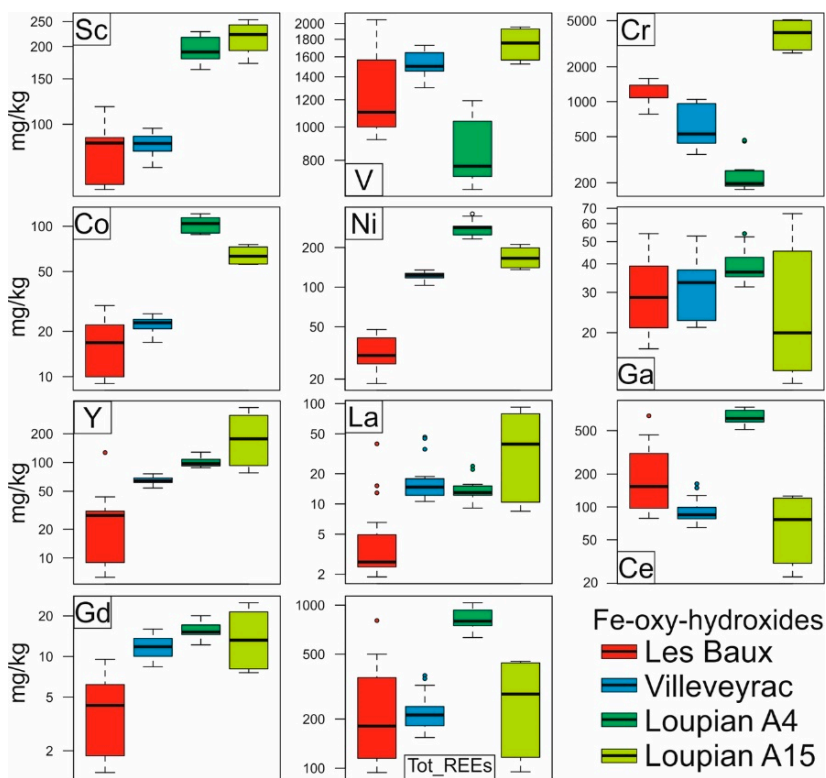 Sc
mg/kg
200
250
150
100
V
2000
1600
1400
1200
1000
800
Cr
5000
2000
1000
500
200
Co
mg/kg
100
50
20
10
Ni
200
100
50
20
Ga
70
60
50
40
30
20
Y
mg/kg
200
100
50
20
10
La
100
50
20
10
5
2
Ce
500
200
100
50
20
Gd
mg/kg
20
10
5
2
Tot_REEs
1000
500
200
100
Fe-oxy-hydroxides
Les Baux
Villeveyrac
Loupian A4
Loupian A15